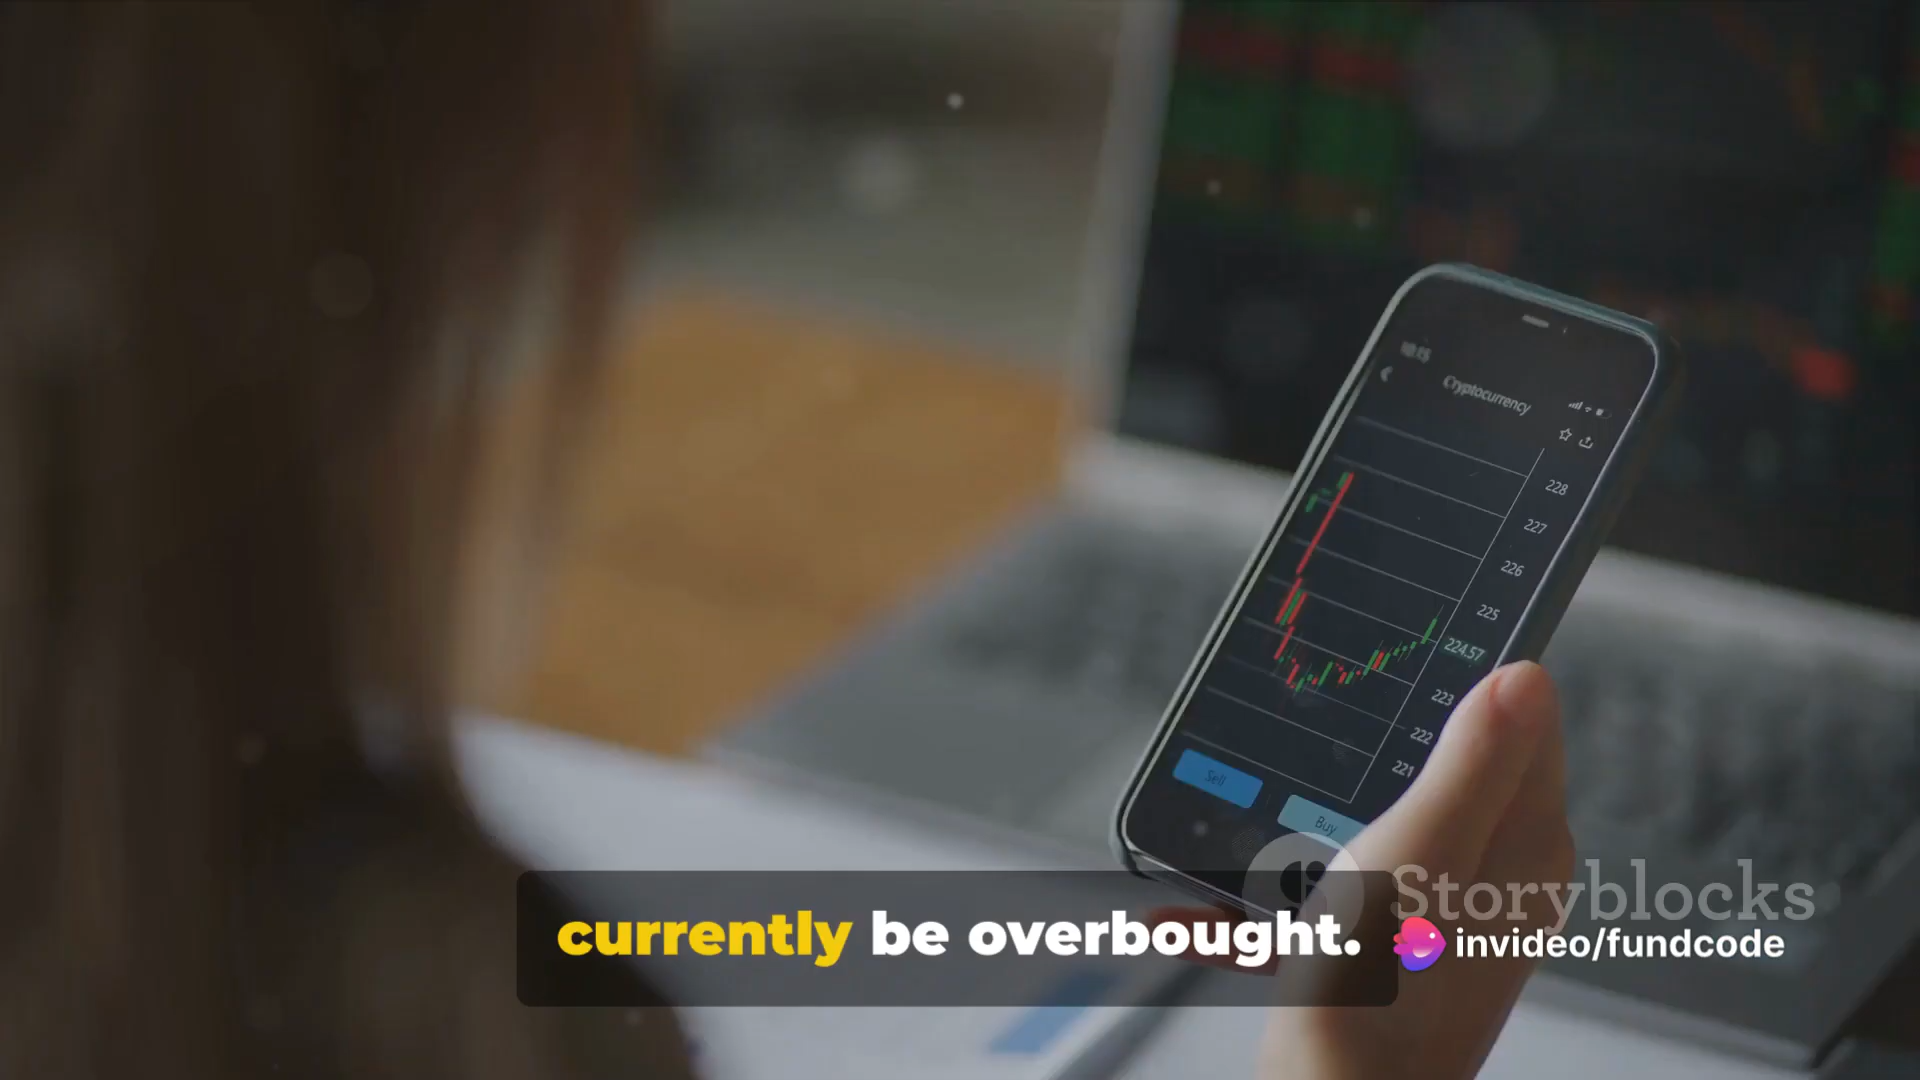 Cryptocurrency
228
227
226
225
224.57
223
222
221
Sell
Buy
Storyblocks
currently be overbought.
invideo/fundcode